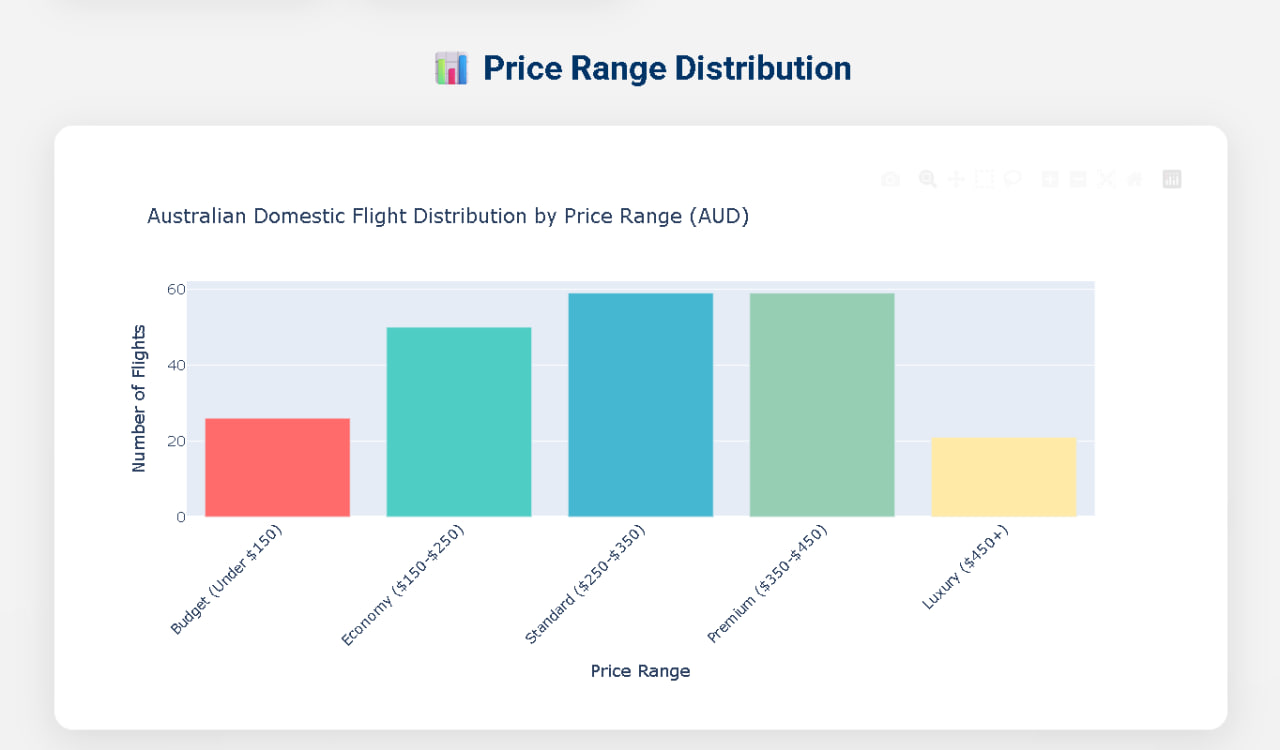 Price Range Distribution
Australian Domestic Flight Distribution by Price Range (AUD)
60
40
20
0
Number of Flights
Budget (Under $150)
Economy ($150-$250)
Standard ($250-$350)
Premium ($350-$450)
Luxury ($450+)
Price Range